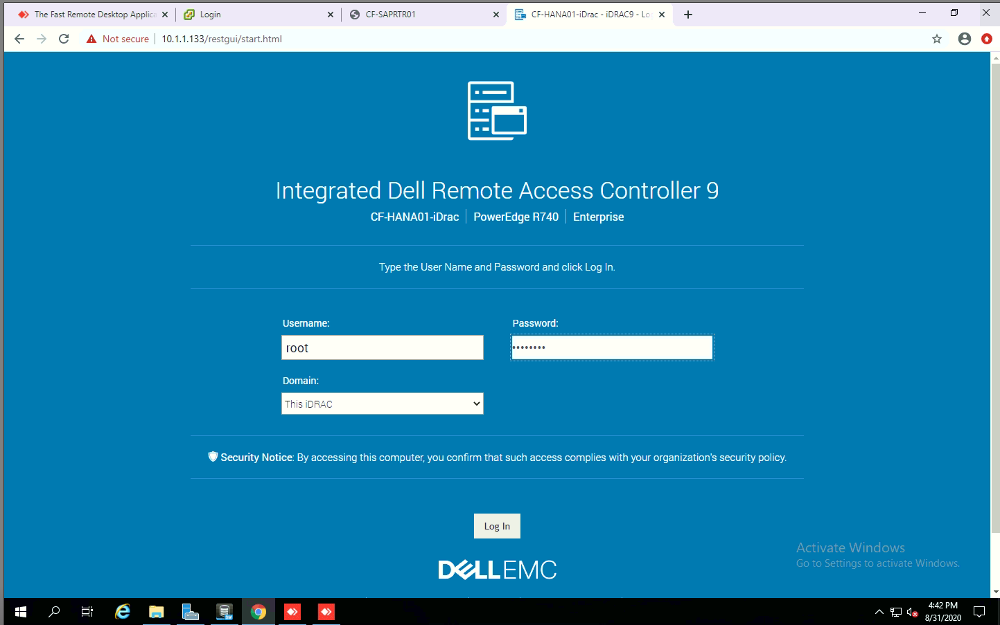 The Fast Remote Desktop Applica
Login
CF-SAPRTR01
CF-HANA01-iDrac - iDRAC9 - Lo
Not secure
10.1.1.133/restgui/start.html
Integrated Dell Remote Access Controller 9
CF-HANA01-iDrac PowerEdge R740 Enterprise
Type the User Name and Password and click Log In.
Username:
Password:
root
••••••••
Domain:
This iDRAC
Security Notice: By accessing this computer, you confirm that such access complies with your organization's security policy.
Log In
Activate Windows
Go to Settings to activate Windows.
DELLEMC
4:42 PM
8/31/2020